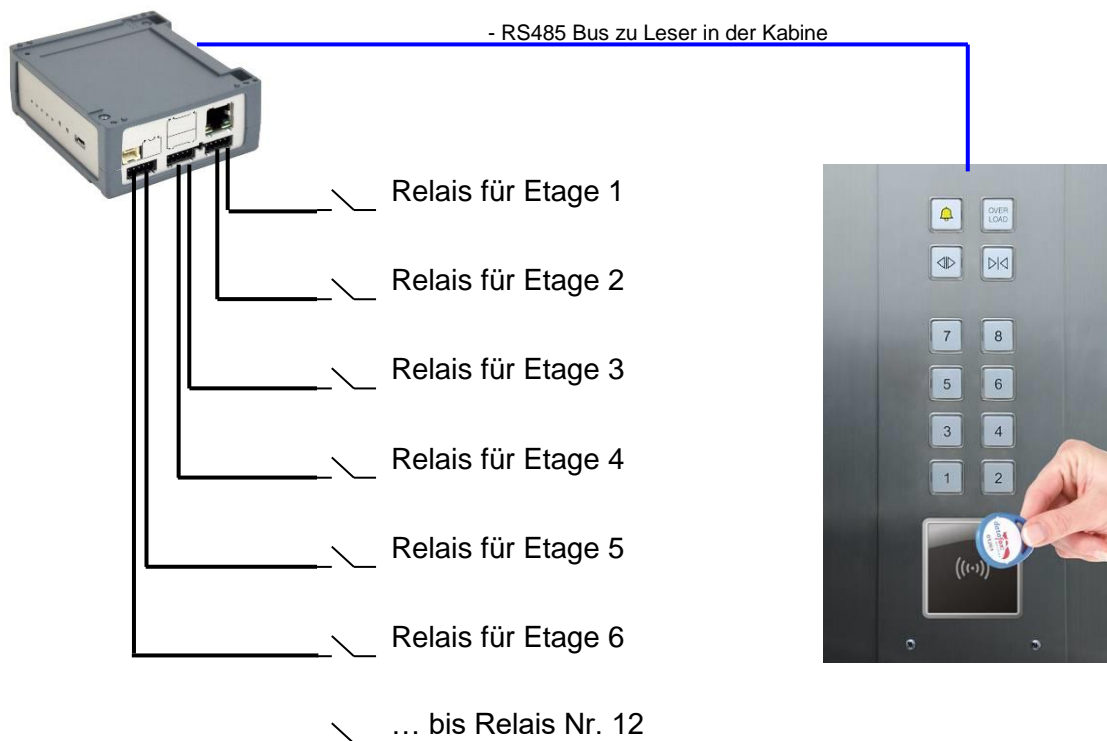 - RS485 Bus zu Leser in der Kabine
Relais für Etage 1
Relais für Etage 2
Relais für Etage 3
Relais für Etage 4
Relais für Etage 5
Relais für Etage 6
… bis Relais Nr. 12
OVER
LOAD
7 8
5 6
3 4
1 2